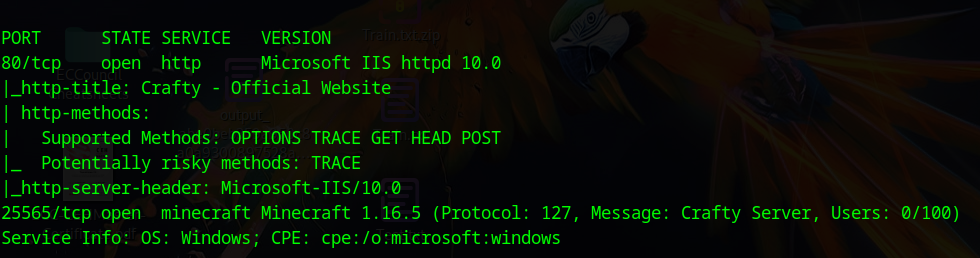 PORT      STATE SERVICE   VERSION
80/tcp    open  http      Microsoft IIS httpd 10.0
|_http-title: Crafty - Official Website
| http-methods:
|   Supported Methods: OPTIONS TRACE GET HEAD POST
|_  Potentially risky methods: TRACE
|_http-server-header: Microsoft-IIS/10.0
25565/tcp open  minecraft Minecraft 1.16.5 (Protocol: 127, Message: Crafty Server, Users: 0/100)
Service Info: OS: Windows; CPE: cpe:/o:microsoft:windows
Train.txt.zip